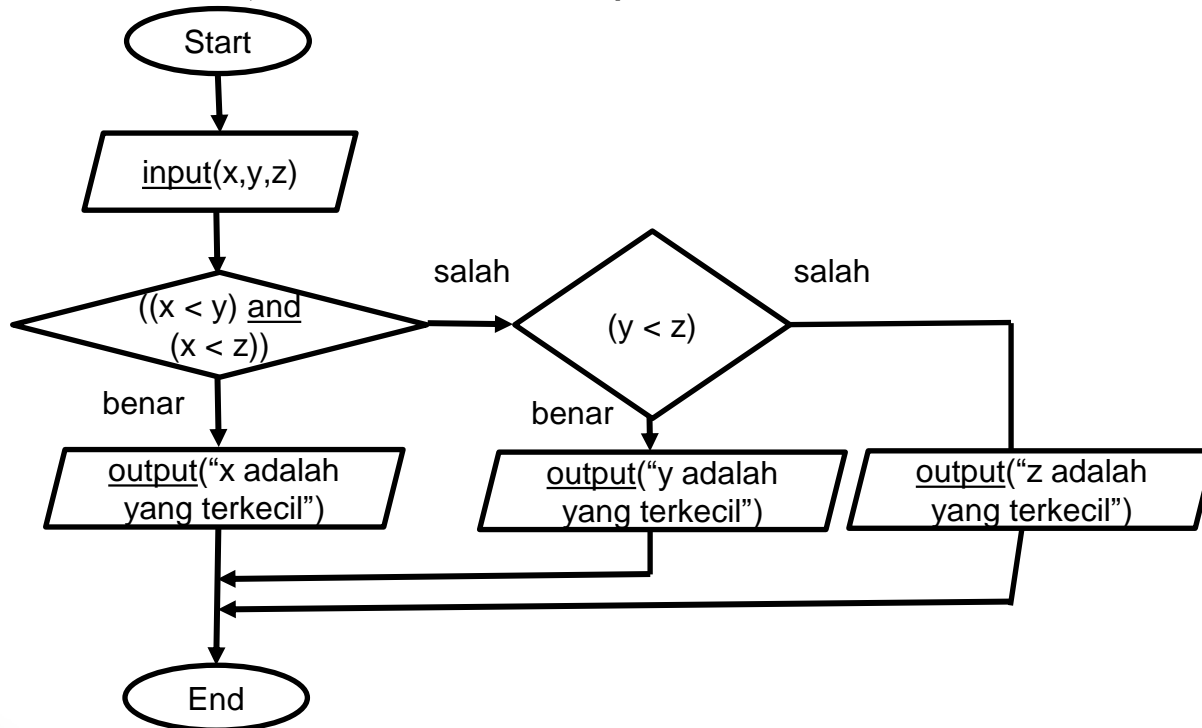 Start
input(x,y,z)
((x < y) and
(x < z))
salah
(y < z)
salah
benar
benar
output(“x adalah
yang terkecil”)
output(“y adalah
yang terkecil”)
output(“z adalah
yang terkecil”)
End